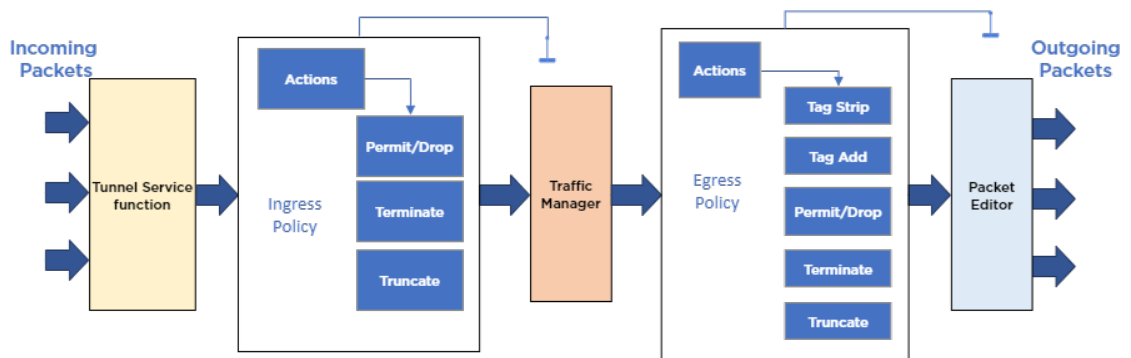 Incoming
Packets
Tunnel Service
function
Actions
Permit/Drop
Ingress
Policy
Terminate
Truncate
Traffic
Manager
Actions
Tag Strip
Tag Add
Egress
Policy
Permit/Drop
Terminate
Truncate
Packet
Editor
Outgoing
Packets